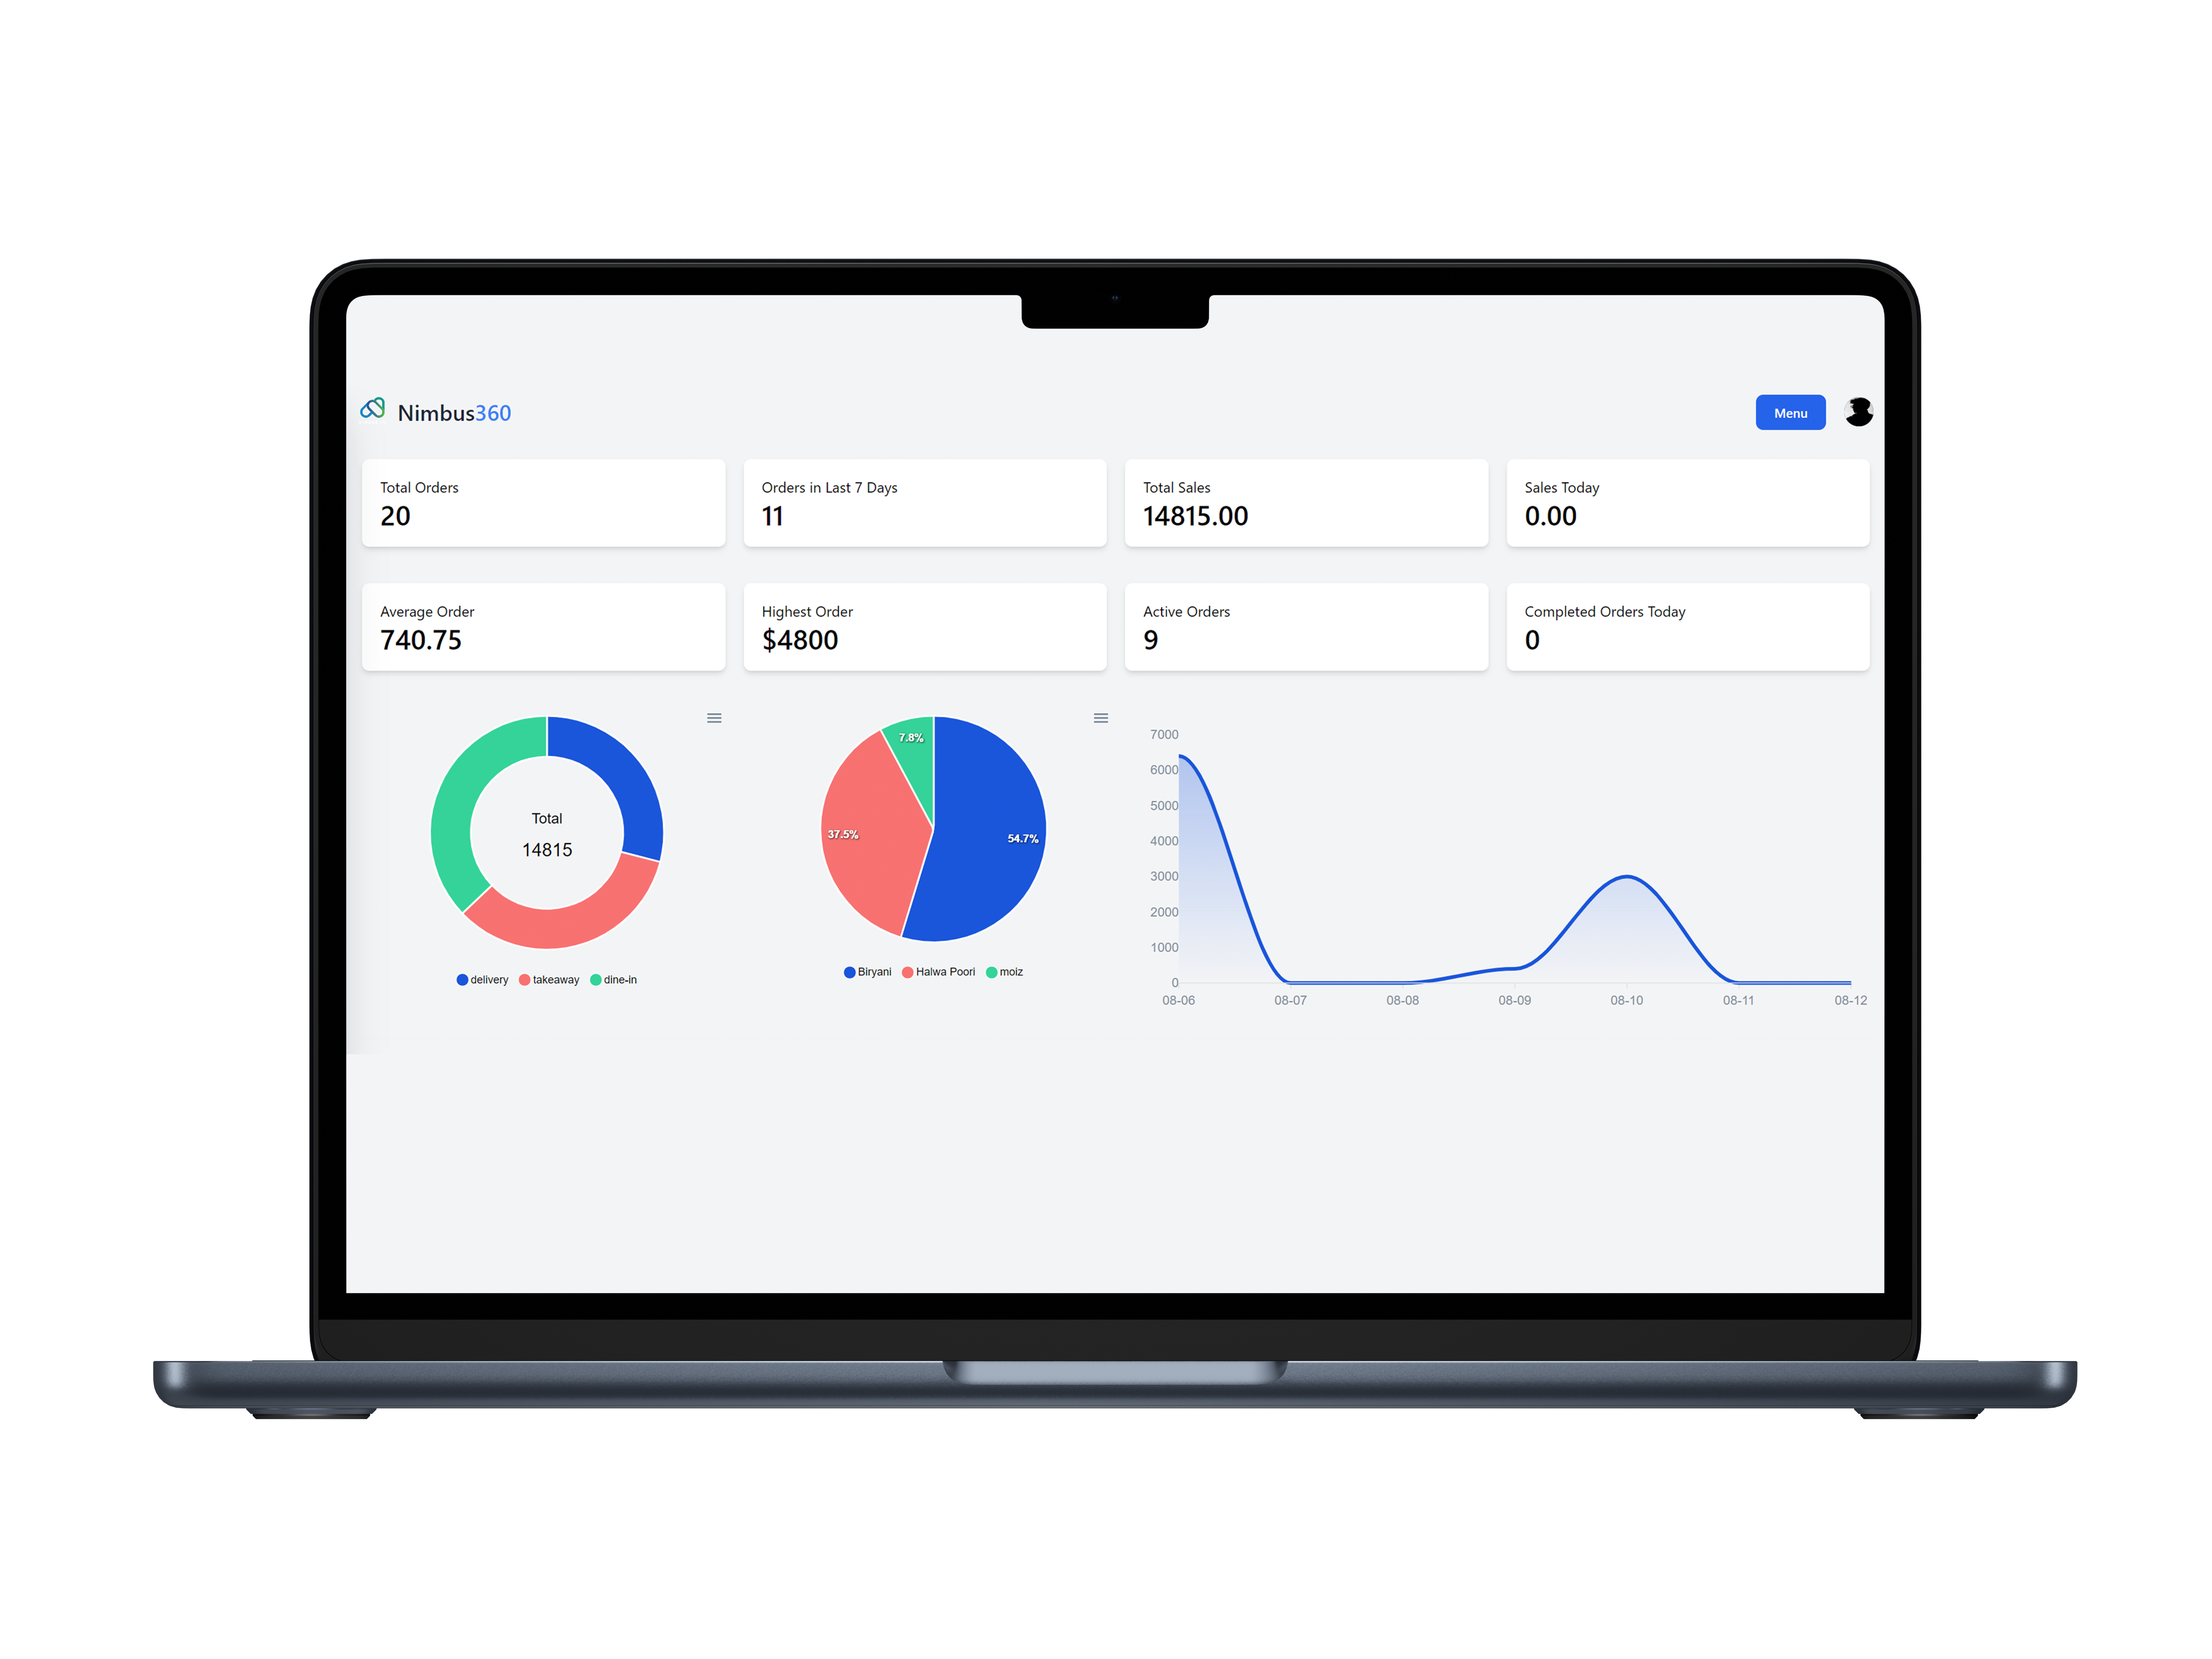 Nimbus360
Menu
Total Orders
20
Orders in Last 7 Days
11
Total Sales
14815.00
Sales Today
0.00
Average Order
740.75
Highest Order
$4800
Active Orders
9
Completed Orders Today
0
Total
14815
delivery takeaway dine-in
7.8%
37.5%
54.7%
Biryani Halwa Poori moiz
7000
6000
5000
4000
3000
2000
1000
0
08-06 08-07 08-08 08-09 08-10 08-11 08-12